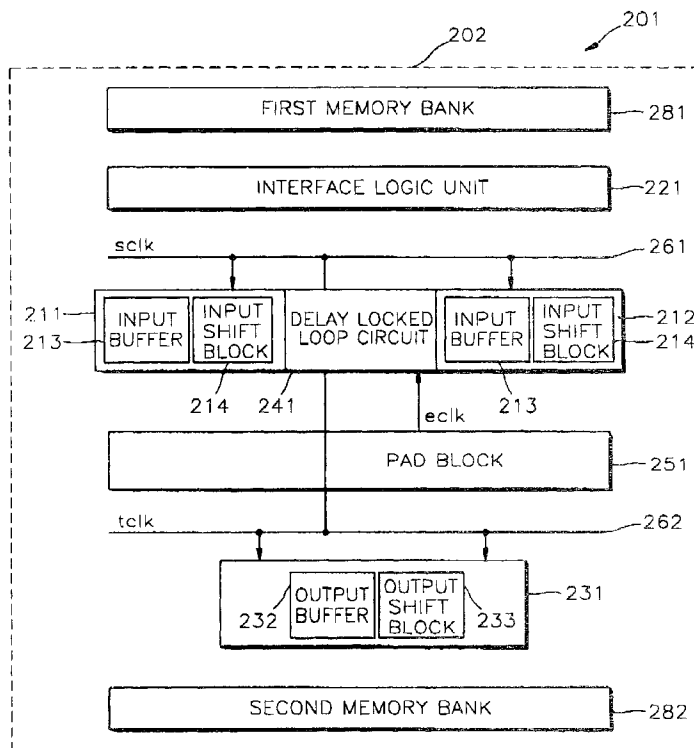 201
202
FIRST MEMORY BANK
281
INTERFACE LOGIC UNIT
221
sclk
261
211
213
INPUT
BUFFER
INPUT
SHIFT
BLOCK
DELAY LOCKED
LOOP CIRCUIT
INPUT
BUFFER
INPUT
SHIFT
BLOCK
212
214
214
241
213
eclk
PAD BLOCK
251
tclk
262
232
OUTPUT
BUFFER
OUTPUT
SHIFT
BLOCK
233
231
SECOND MEMORY BANK
282